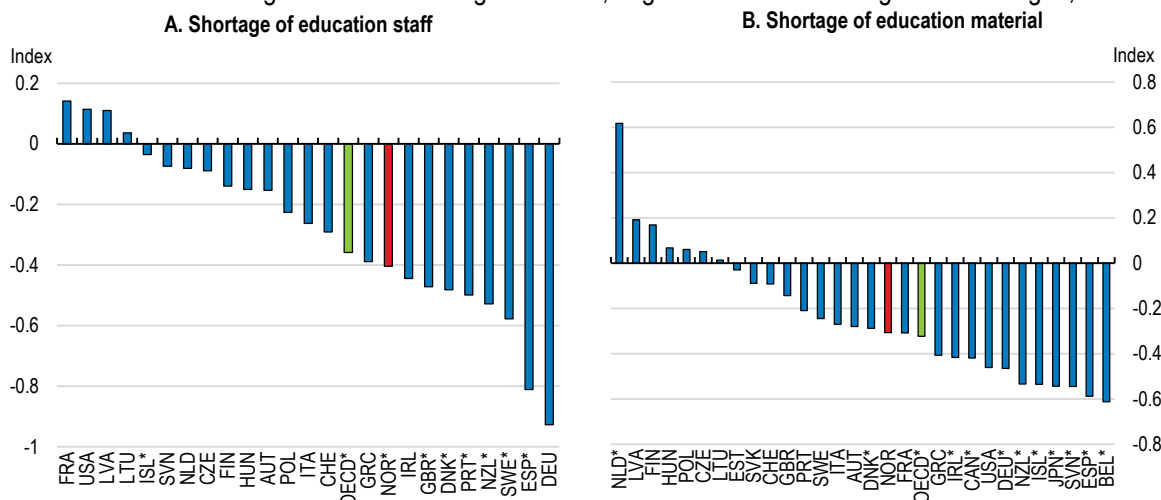 A. Shortage of education staff
Index
0.2
0
-0.2
-0.4
-0.6
-0.8
-1
FRA USA LVA LTU ISL* SVN NLD CZE FIN HUN AUT POL ITA CHE OECD* GRC NOR* IRL GBR* DNK* PRT* NZL* SWE* ESP* DEU
B. Shortage of education material
Index
0.8
0.6
0.4
0.2
0
-0.2
-0.4
-0.6
-0.8
NLD* LVA FIN HUN POL CZE LTU EST SVK CHE GBR PRT SWE ITA AUT DNK* NOR FRA OECD* GRC IRL* CAN* USA DEU* NZL* ISL* JPN* SVN* ESP* BEL*